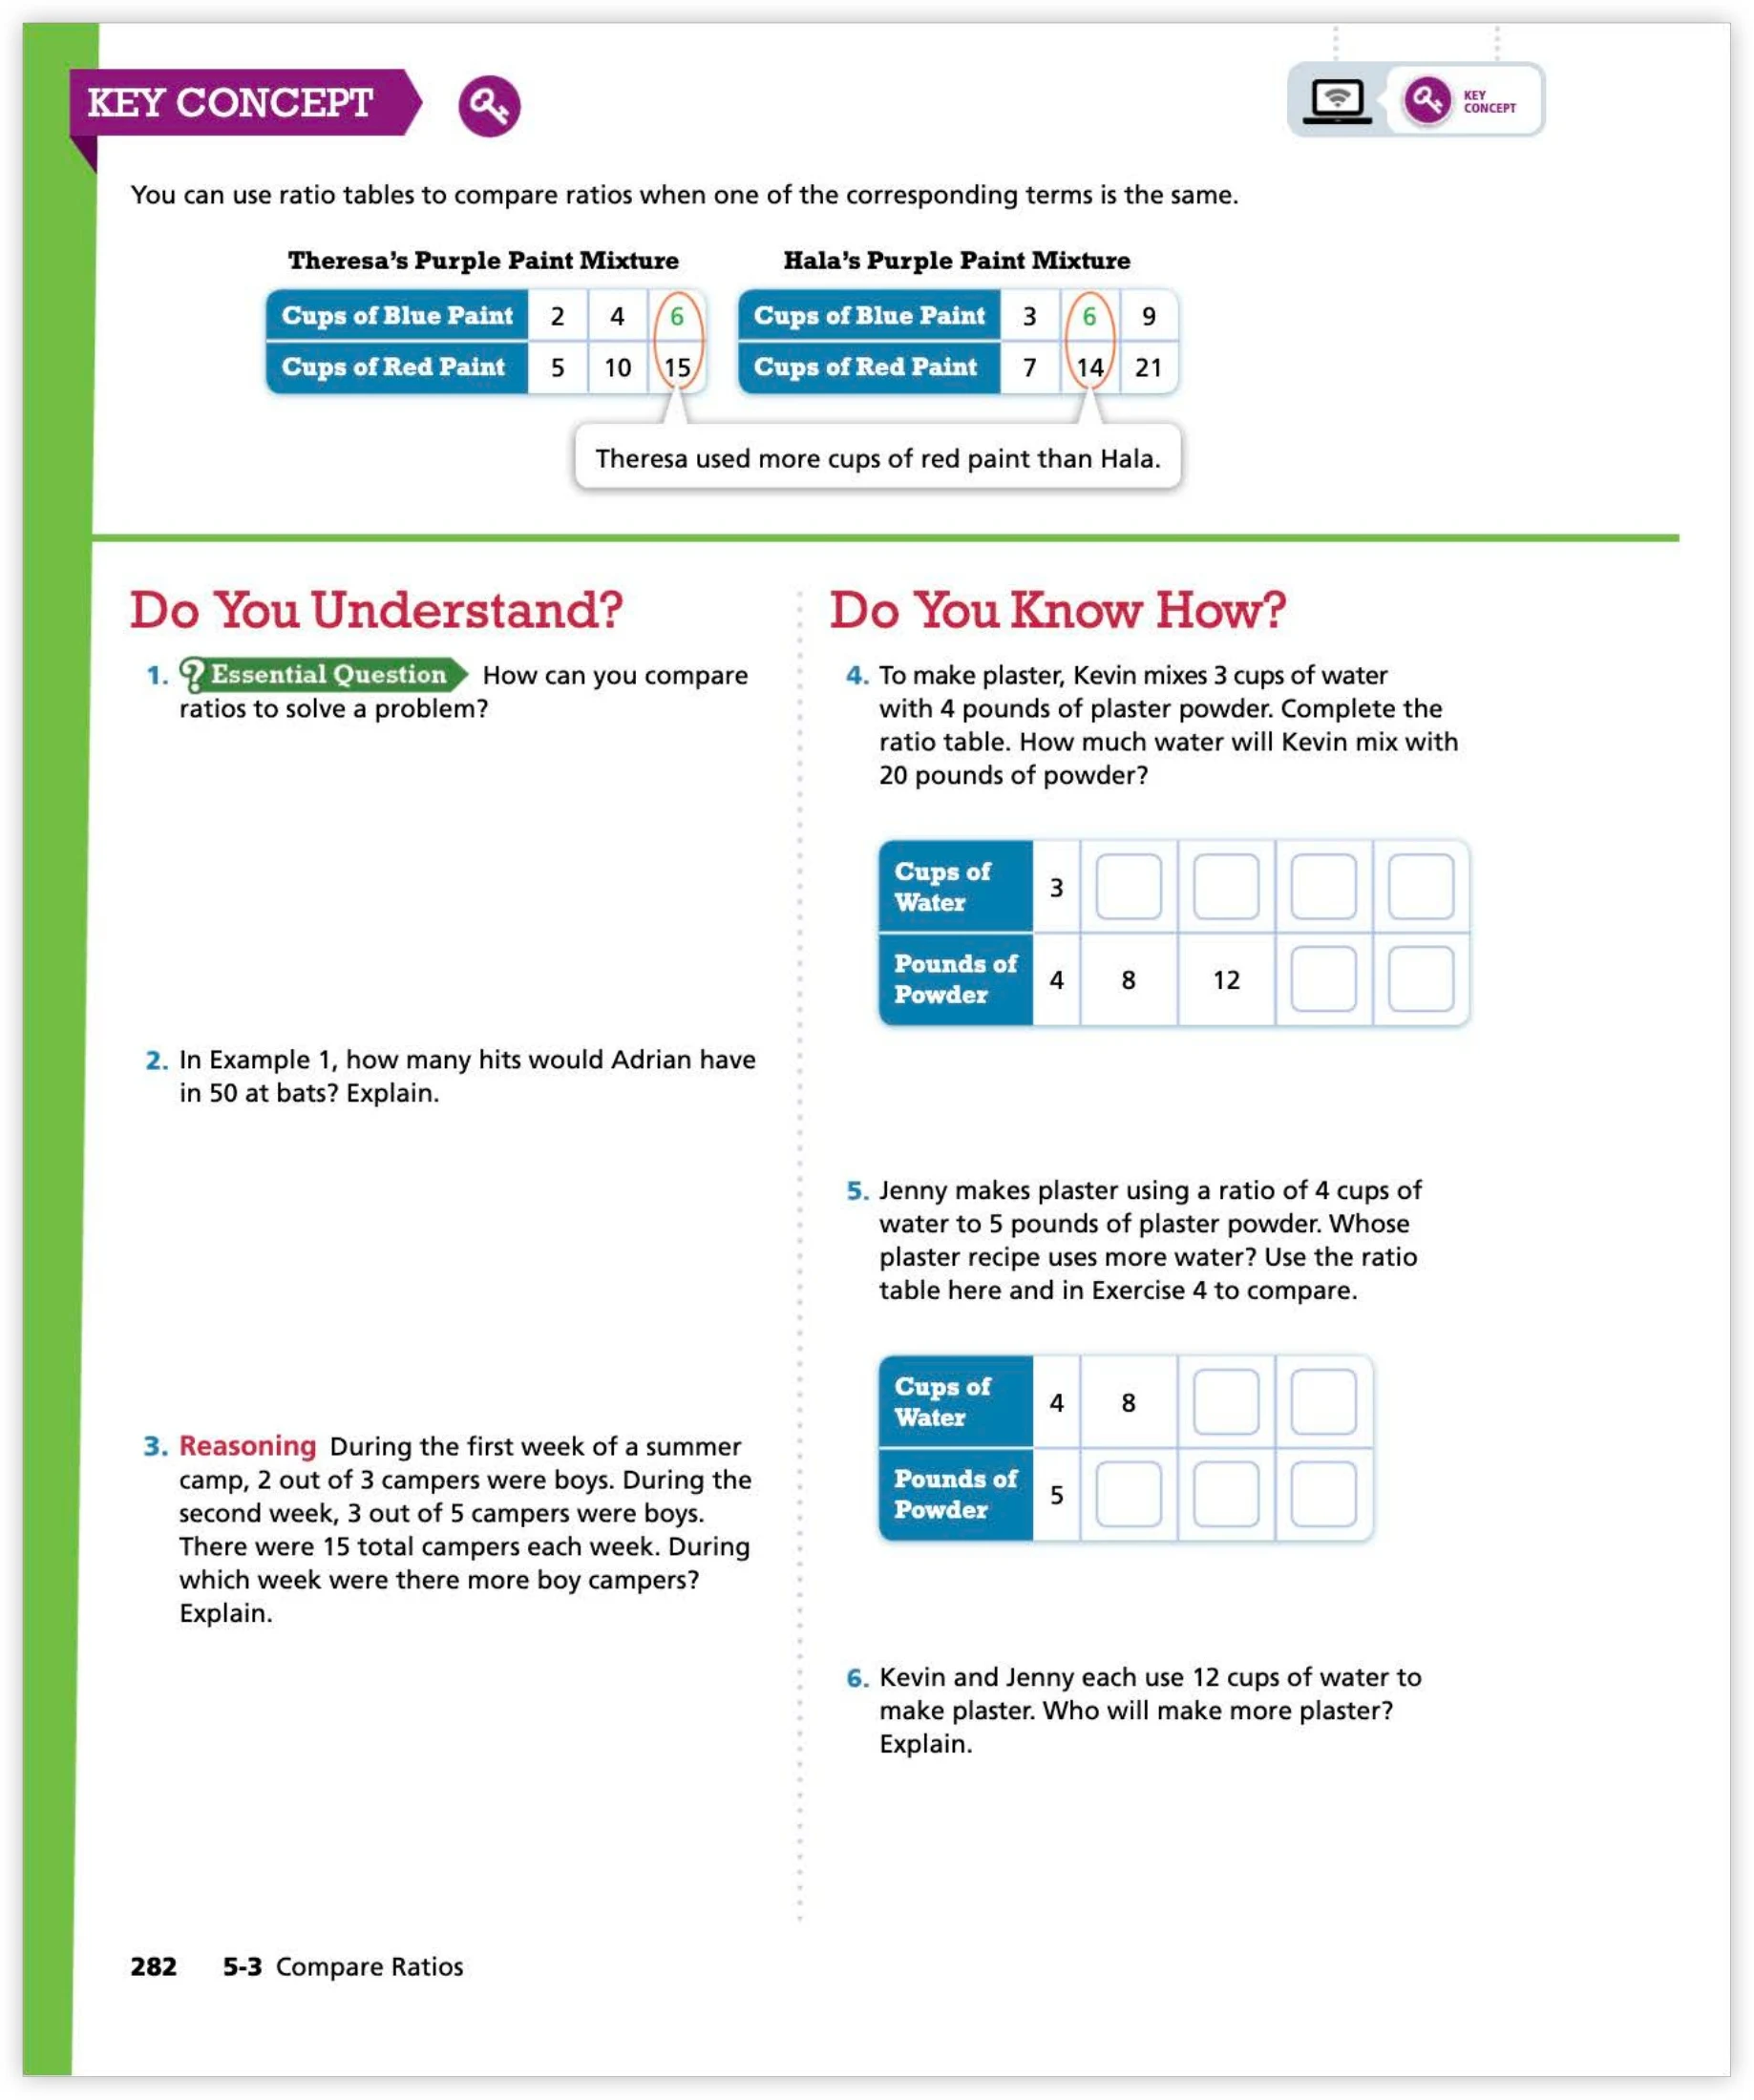 KEY CONCEPT
KEY
CONCEPT
You can use ratio tables to compare ratios when one of the corresponding terms is the same.
Theresa’s Purple Paint Mixture
Cups of Blue Paint 2 4 6
Cups of Red Paint 5 10 15
Hala’s Purple Paint Mixture
Cups of Blue Paint 3 6 9
Cups of Red Paint 7 14 21
Theresa used more cups of red paint than Hala.
Do You Understand?
1. ? Essential Question How can you compare
ratios to solve a problem?
2. In Example 1, how many hits would Adrian have
in 50 at bats? Explain.
3. Reasoning During the first week of a summer
camp, 2 out of 3 campers were boys. During the
second week, 3 out of 5 campers were boys.
There were 15 total campers each week. During
which week were there more boy campers?
Explain.
Do You Know How?
4. To make plaster, Kevin mixes 3 cups of water
with 4 pounds of plaster powder. Complete the
ratio table. How much water will Kevin mix with
20 pounds of powder?
Cups of
Water 3
Pounds of
Powder 4 8 12
5. Jenny makes plaster using a ratio of 4 cups of
water to 5 pounds of plaster powder. Whose
plaster recipe uses more water? Use the ratio
table here and in Exercise 4 to compare.
Cups of
Water 4 8
Pounds of
Powder 5
6. Kevin and Jenny each use 12 cups of water to
make plaster. Who will make more plaster?
Explain.
282 5-3 Compare Ratios